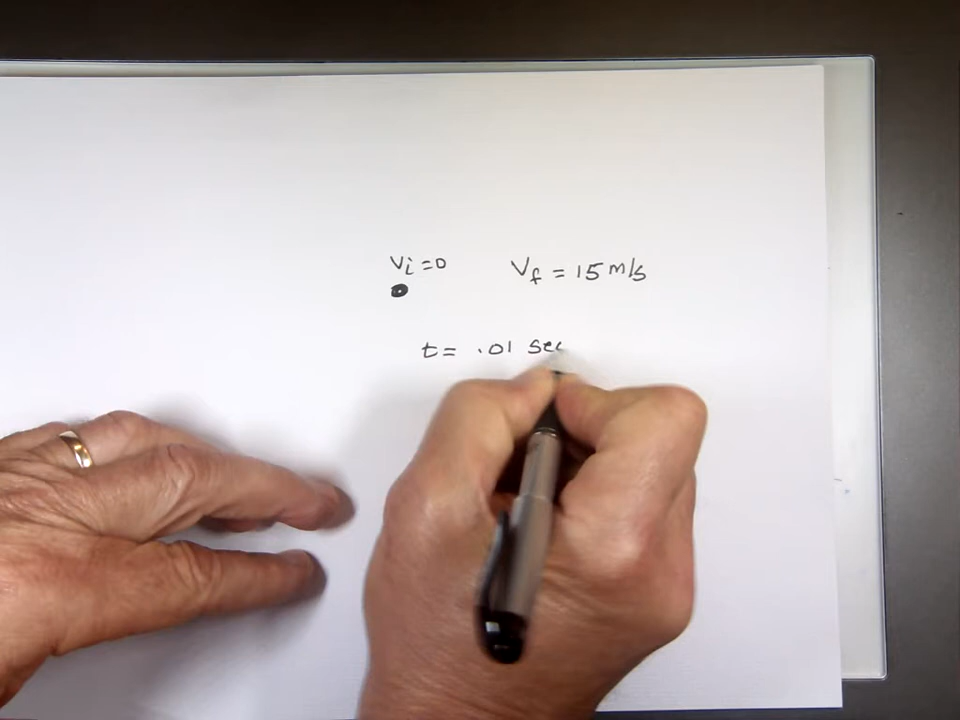 Vi = 0 Vf = 15 m/s
t = .01 sec